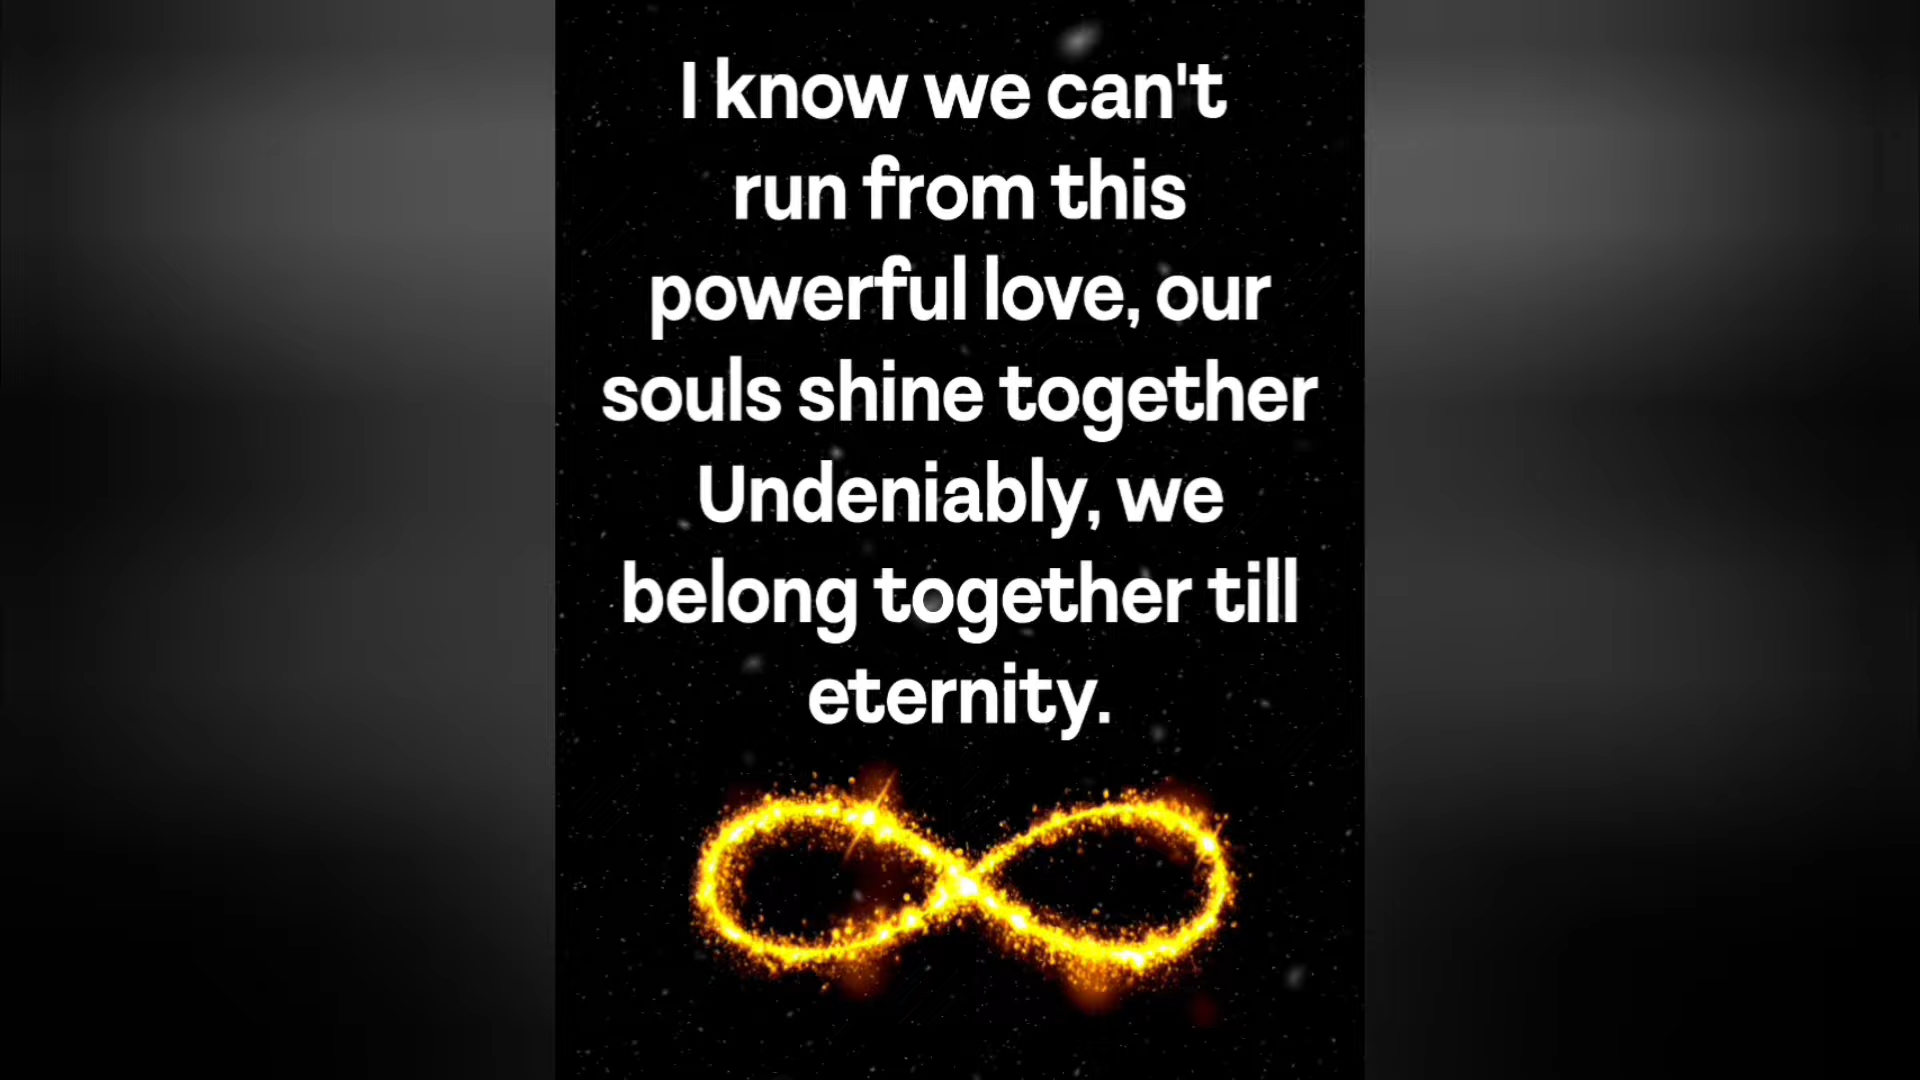 I know we can't
run from this
powerful love, our
souls shine together
Undeniably, we
belong together till
eternity.